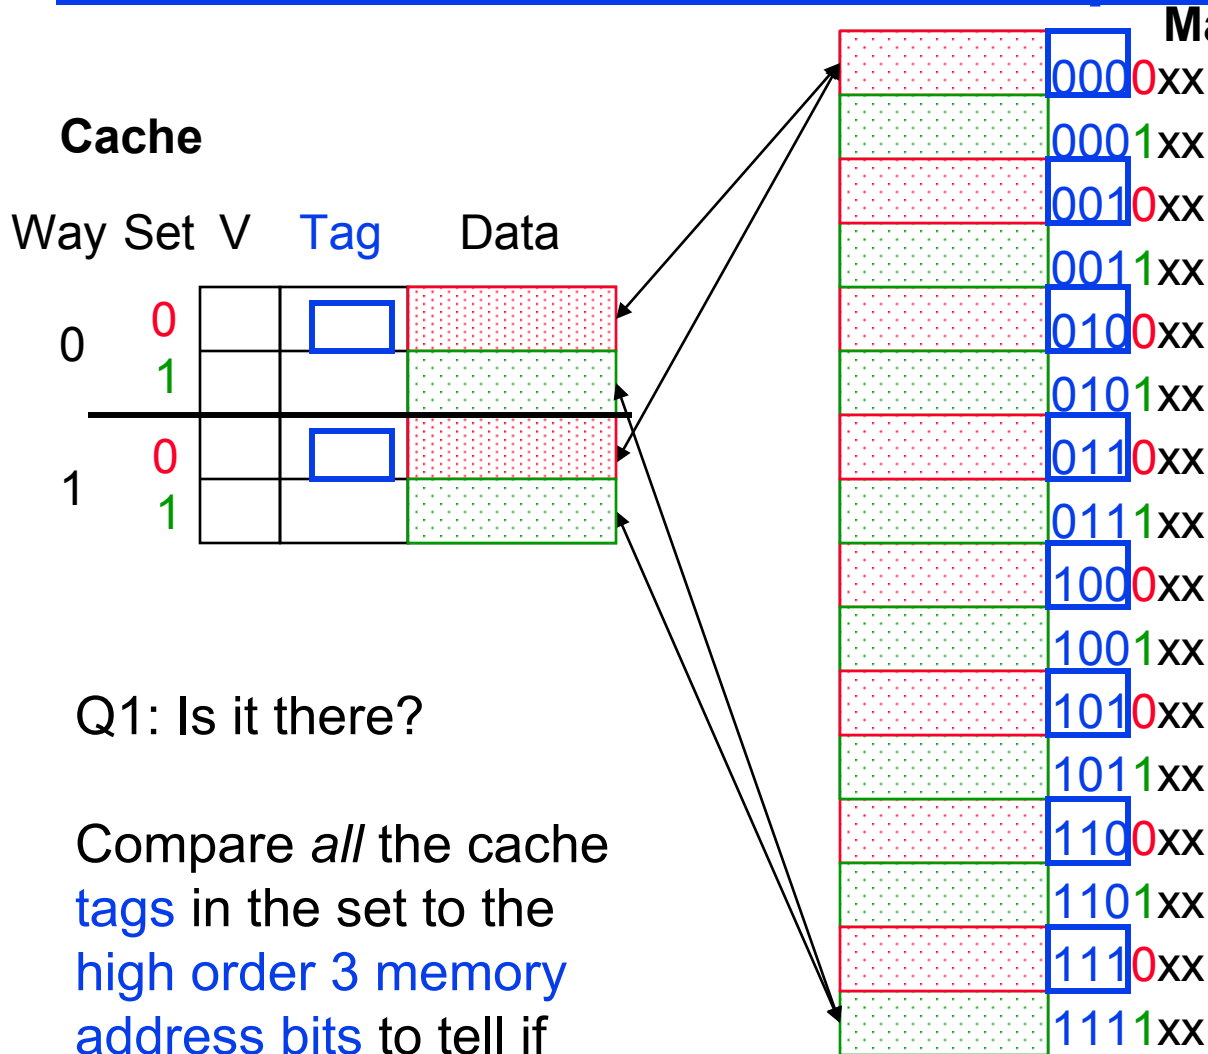 Ma
Cache
Way Set V Tag Data
0
0
1
1
0
1
0000xx
0001xx
0010xx
0011xx
0100xx
0101xx
0110xx
0111xx
1000xx
1001xx
1010xx
1011xx
1100xx
1101xx
1110xx
1111xx
Q1: Is it there?
Compare all the cache
tags in the set to the
high order 3 memory
address bits to tell if